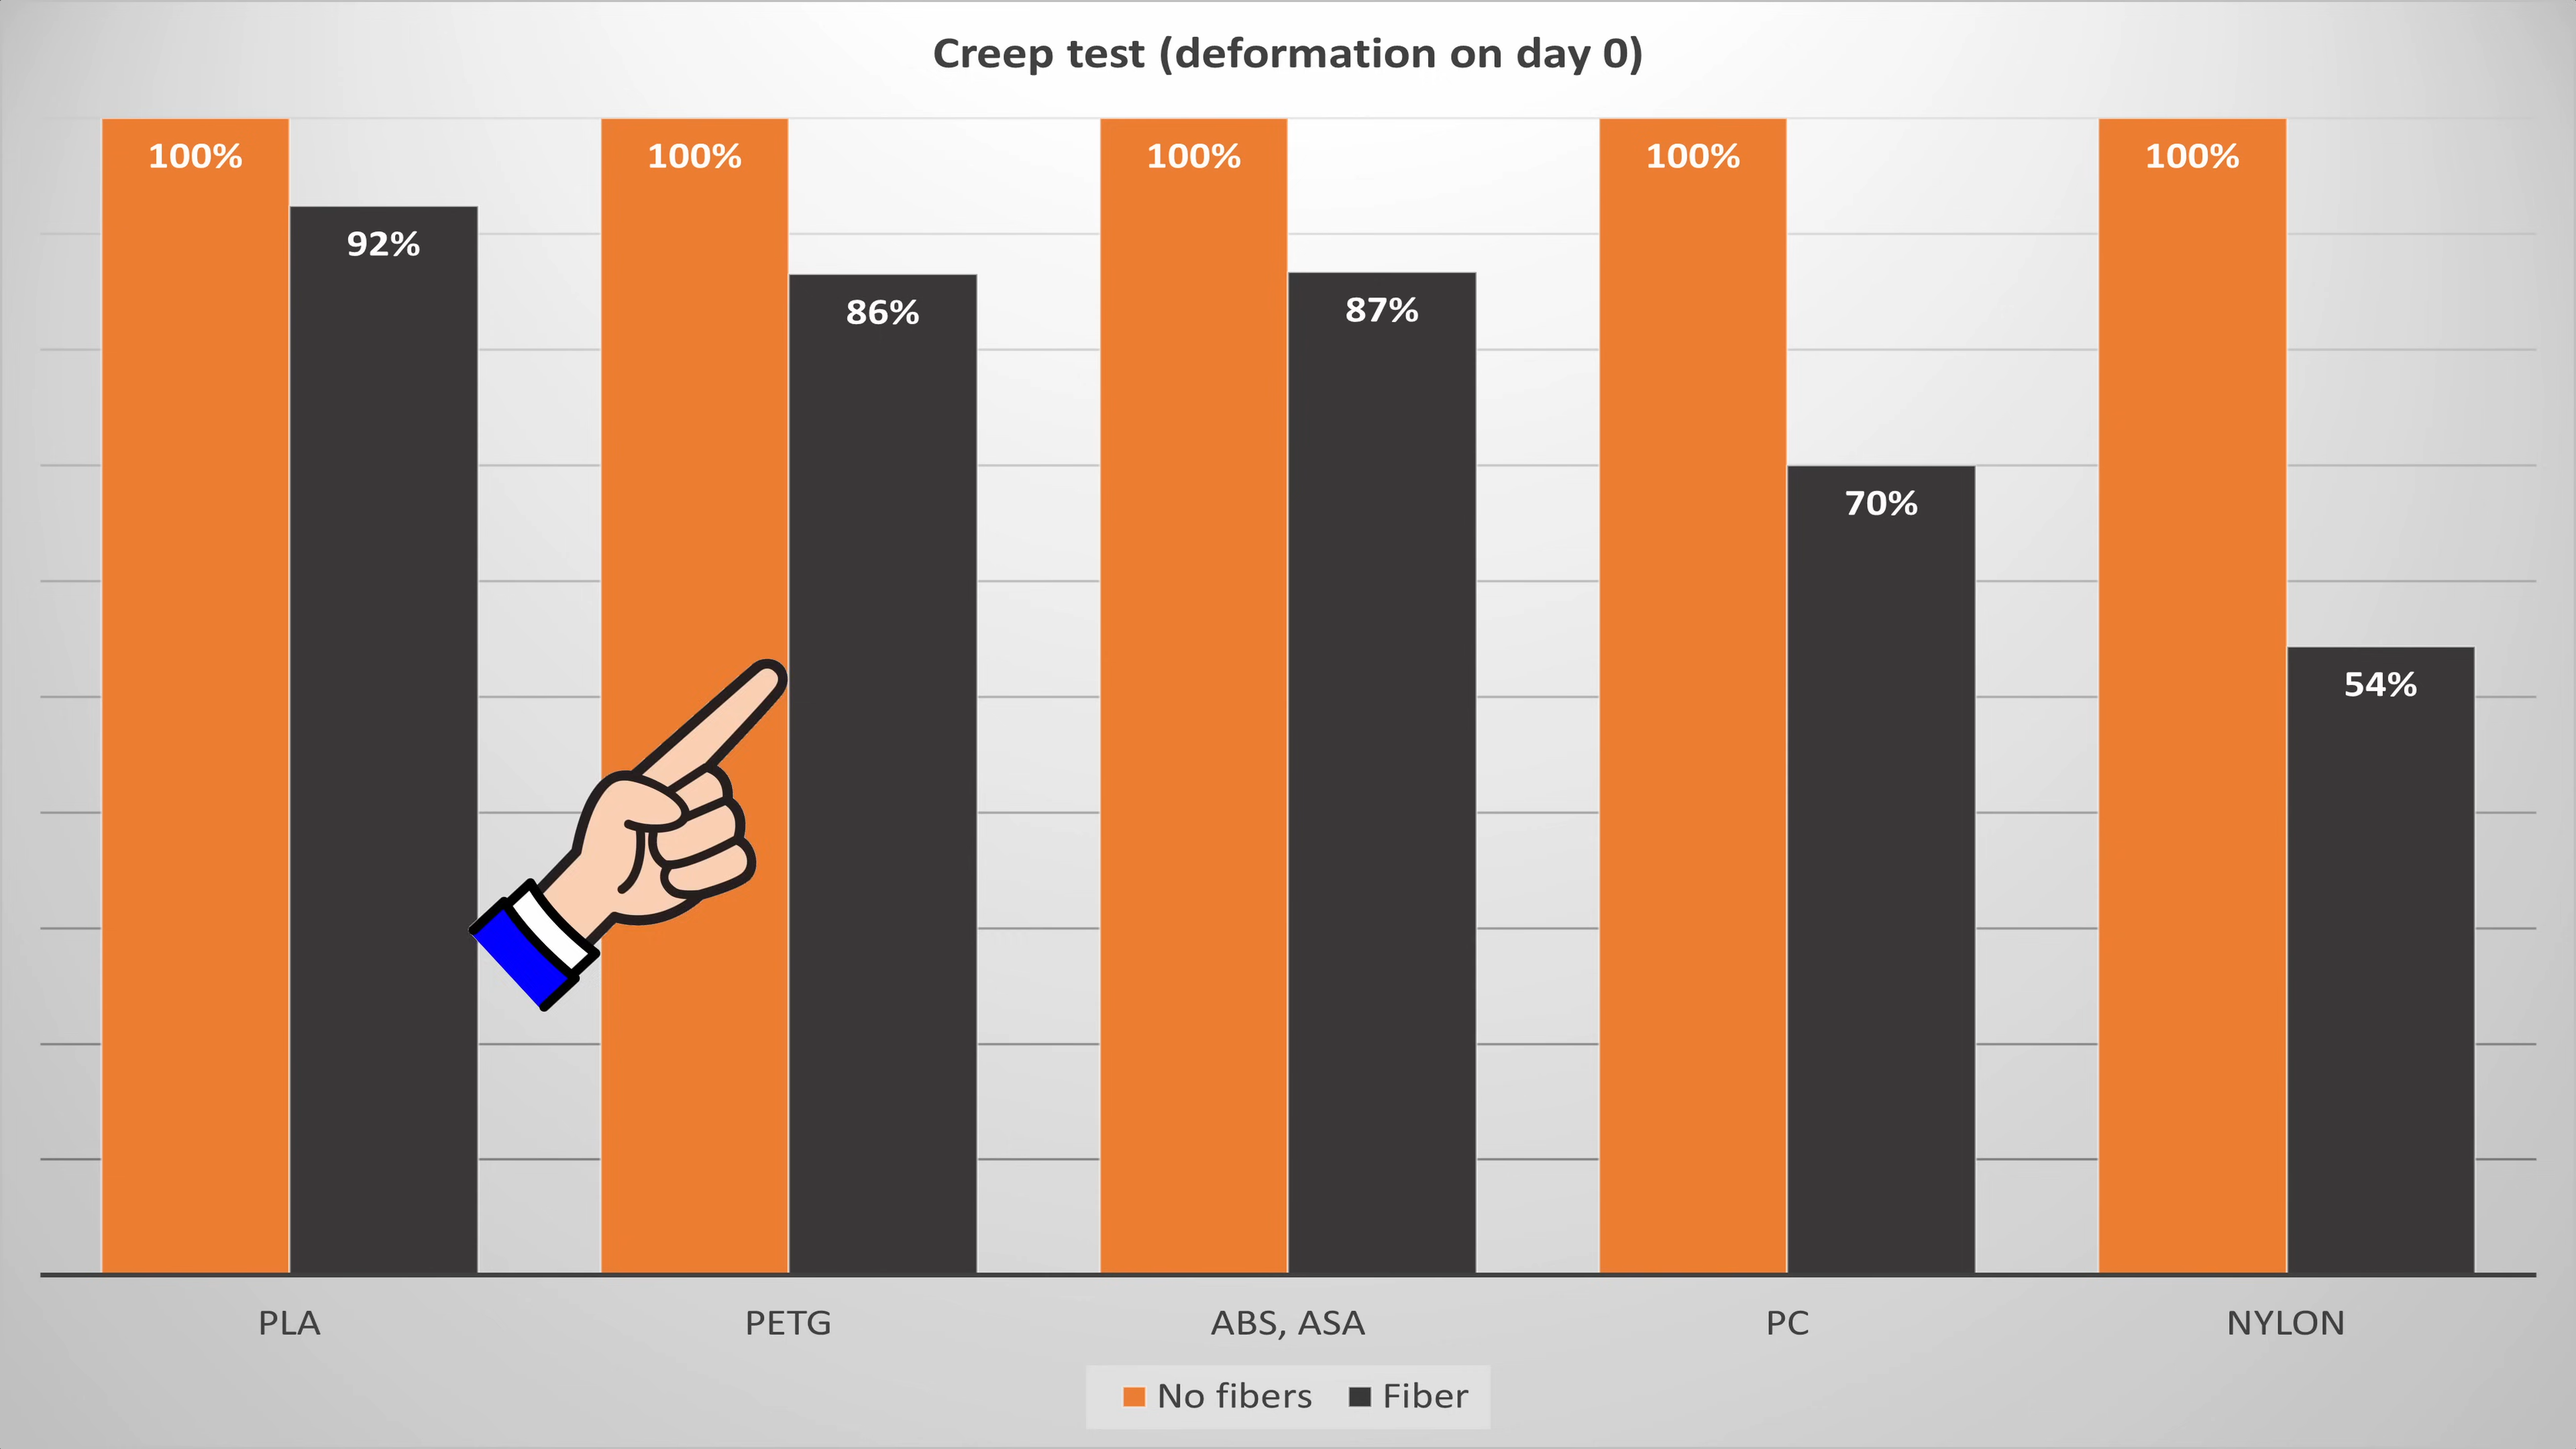 Creep test (deformation on day 0)
100%
92%
100%
86%
100%
87%
100%
70%
100%
54%
PLA
PETG
ABS, ASA
PC
NYLON
No fibers
Fiber